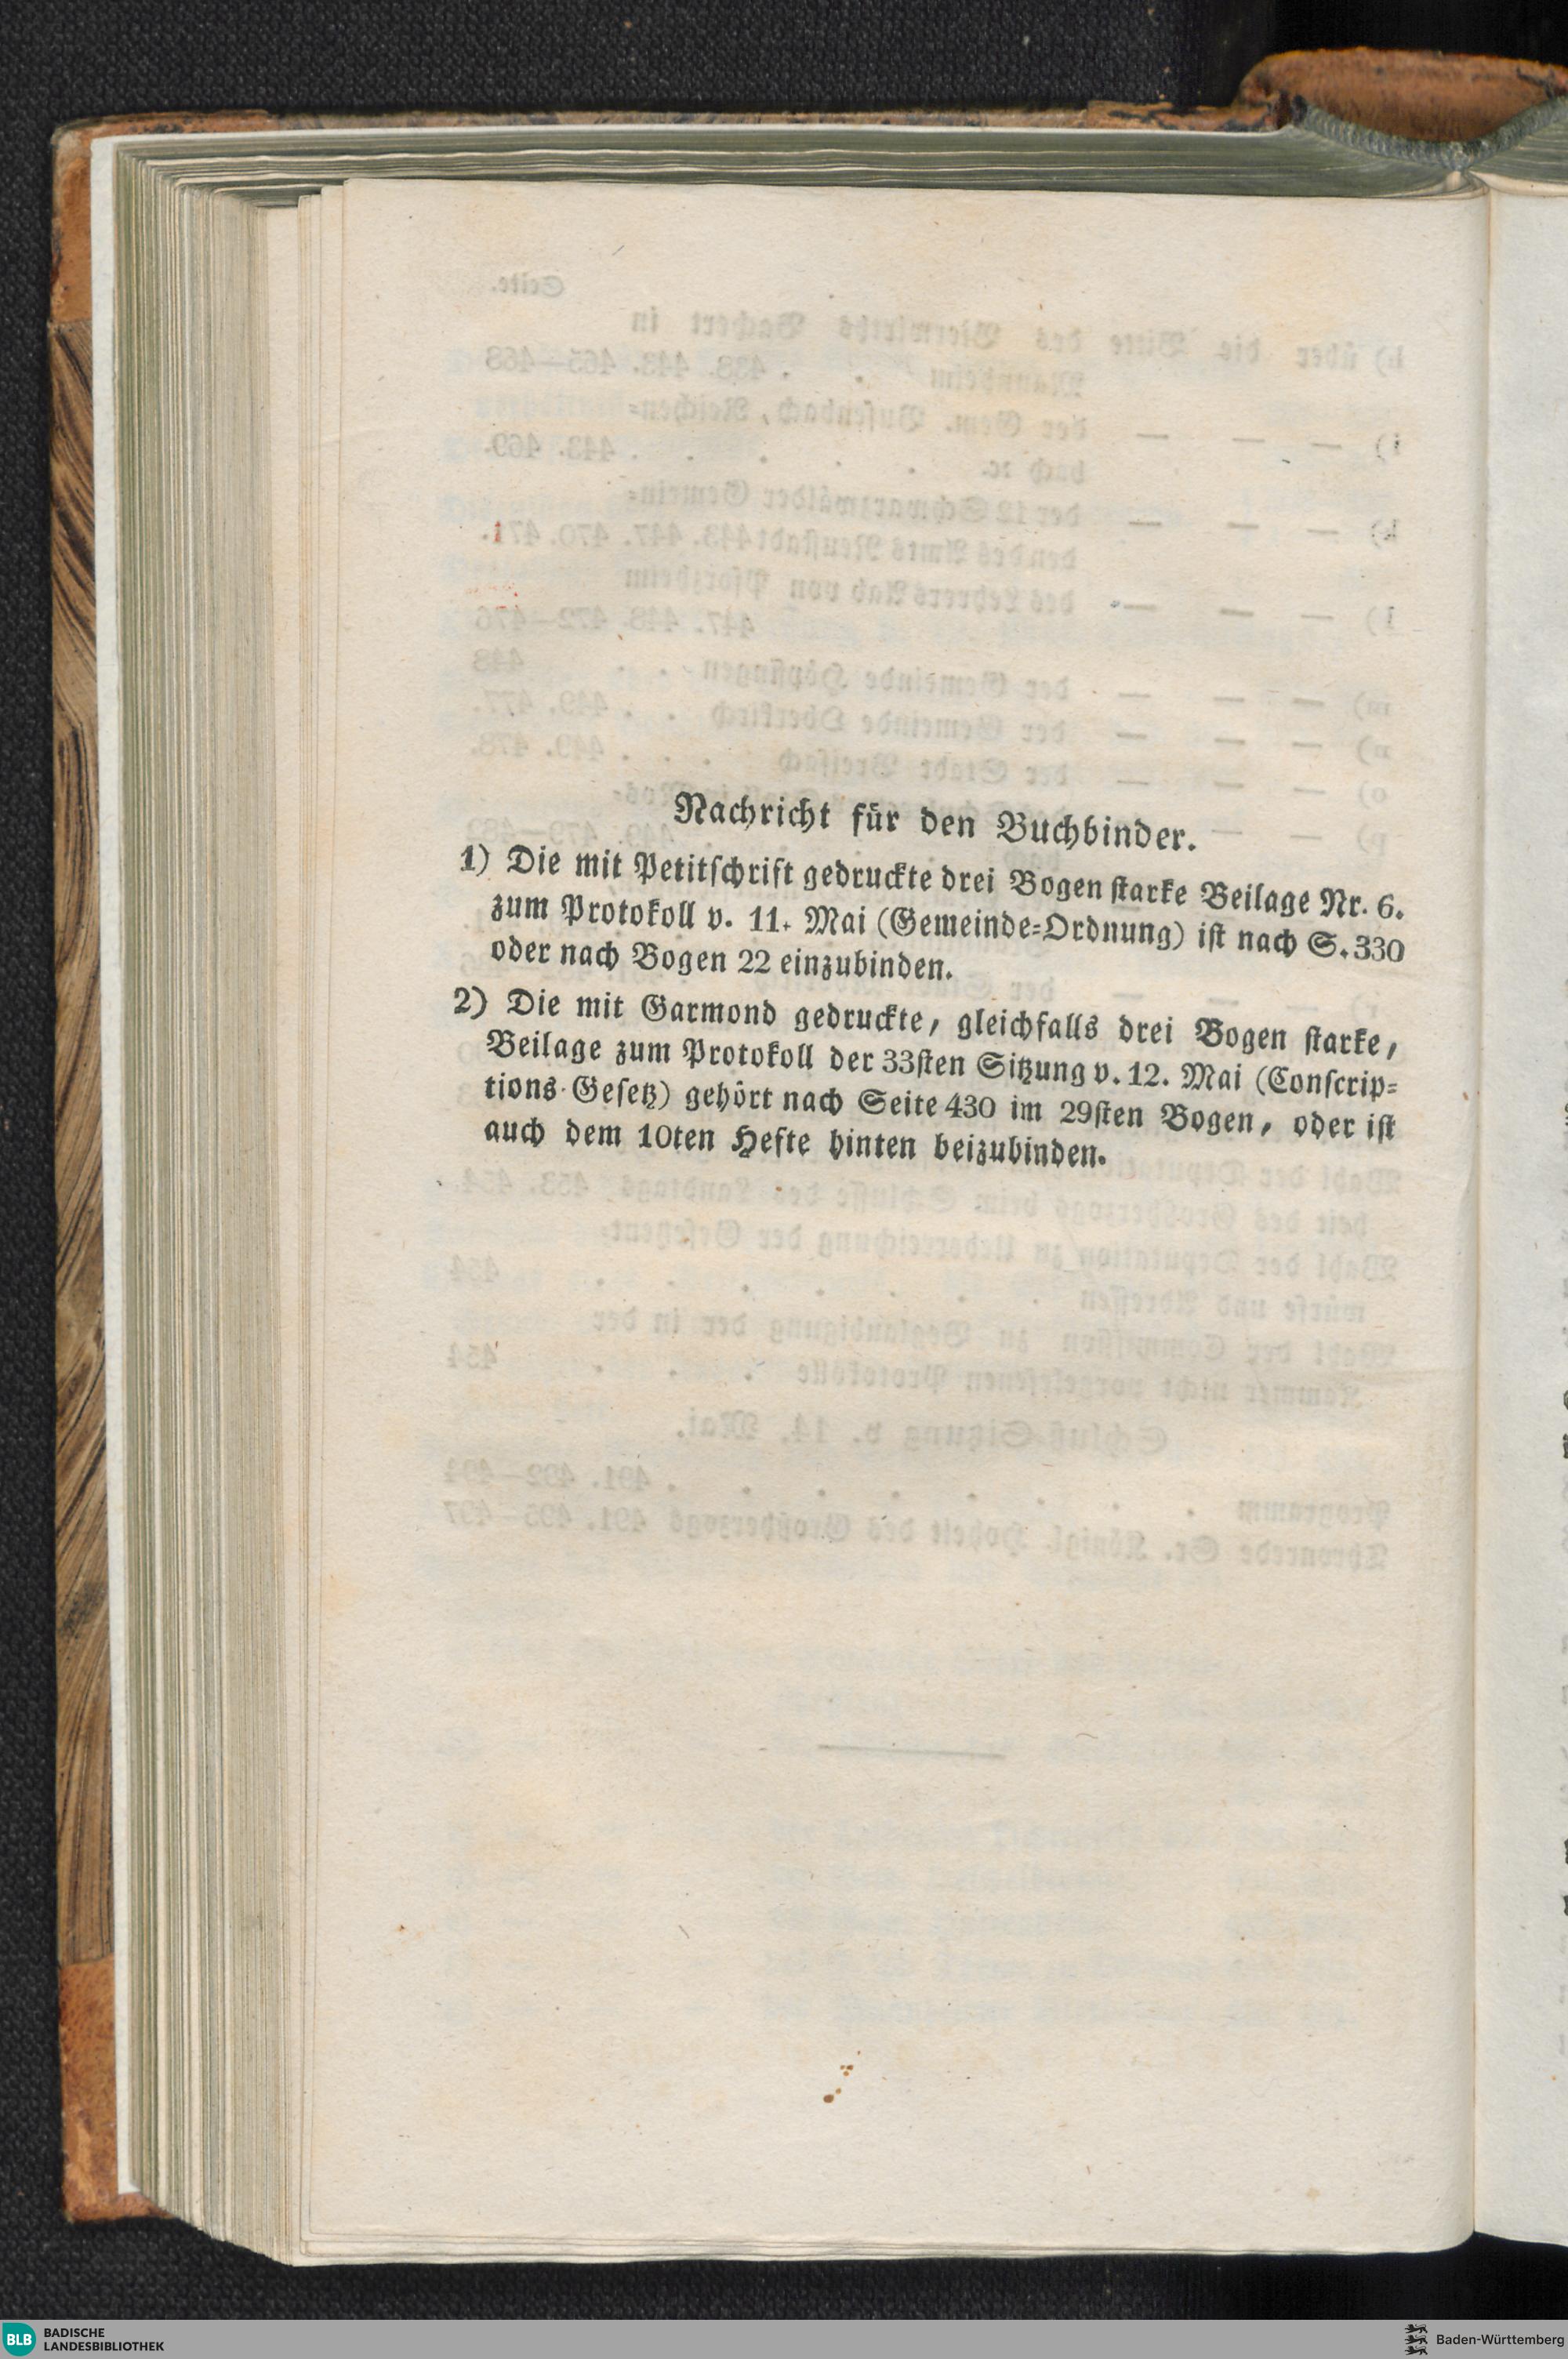 Nachricht für den Buchbinder.
1) Die mit Petitschrift gedruckte drei Bogen starke Beilage Nr. 6.
zum Protokoll v. 11. Mai (Gemeinde-Ordnung) ist nach S. 330
oder nach Bogen 22 einzubinden.
2) Die mit Garmond gedruckte, gleichfalls drei Bogen starke,
Beilage zum Protokoll der 33sten Sitzung v. 12. Mai (Conscrip-
tions-Gesetz) gehört nach Seite 430 im 29sten Bogen, oder ist
auch dem 10ten Hefte hinten beizubinden.
BLB BADISCHE
LANDESBIBLIOTHEK
Baden-Württemberg